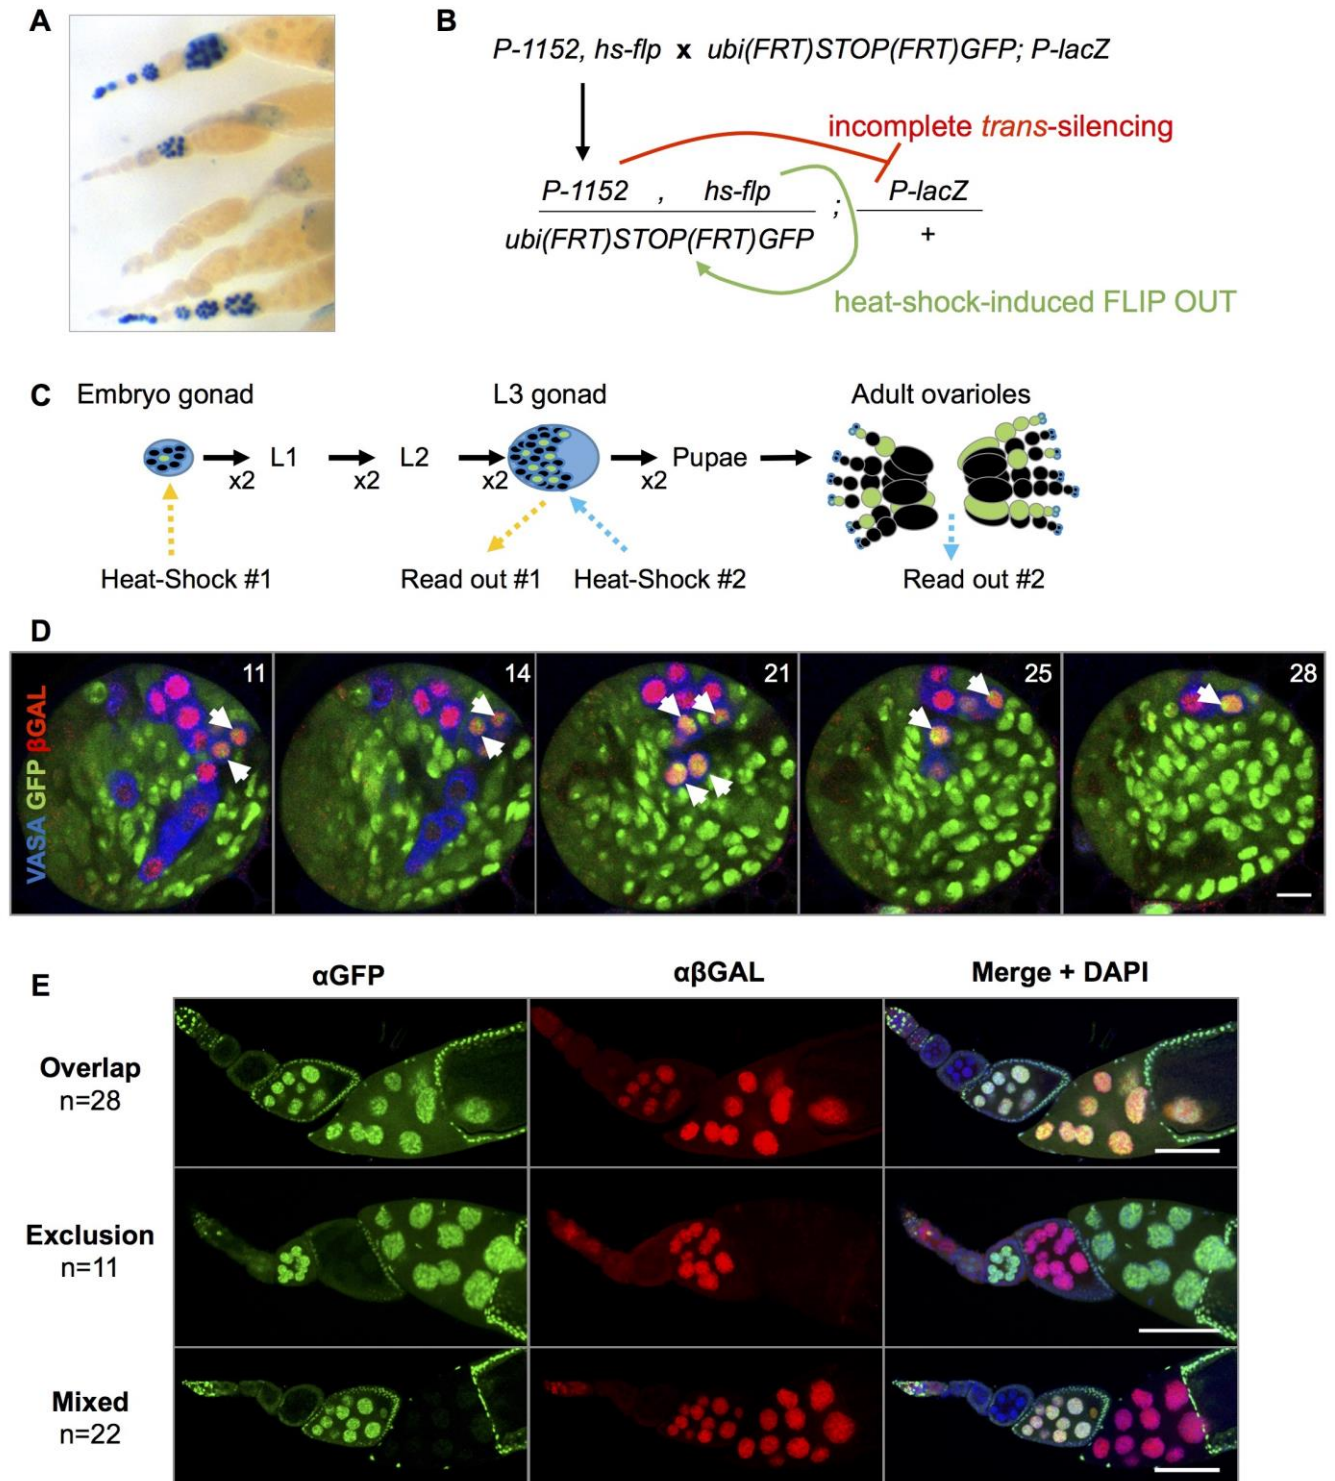 A
B
P-1152, hs-flp x ubi(FRT)STOP(FRT)GFP; P-lacZ
incomplete trans-silencing
P-1152 , hs-flp ; P-lacZ
ubi(FRT)STOP(FRT)GFP +
heat-shock-induced FLIP OUT
C
Embryo gonad L3 gonad Adult ovarioles
L1 L2 Pupae
x2 x2 x2 x2
Heat-Shock #1 Read out #1 Heat-Shock #2 Read out #2
D
VASA GFP βGAL
11 14 21 25 28
E
αGFP αβGAL Merge + DAPI
Overlap
n=28
Exclusion
n=11
Mixed
n=22